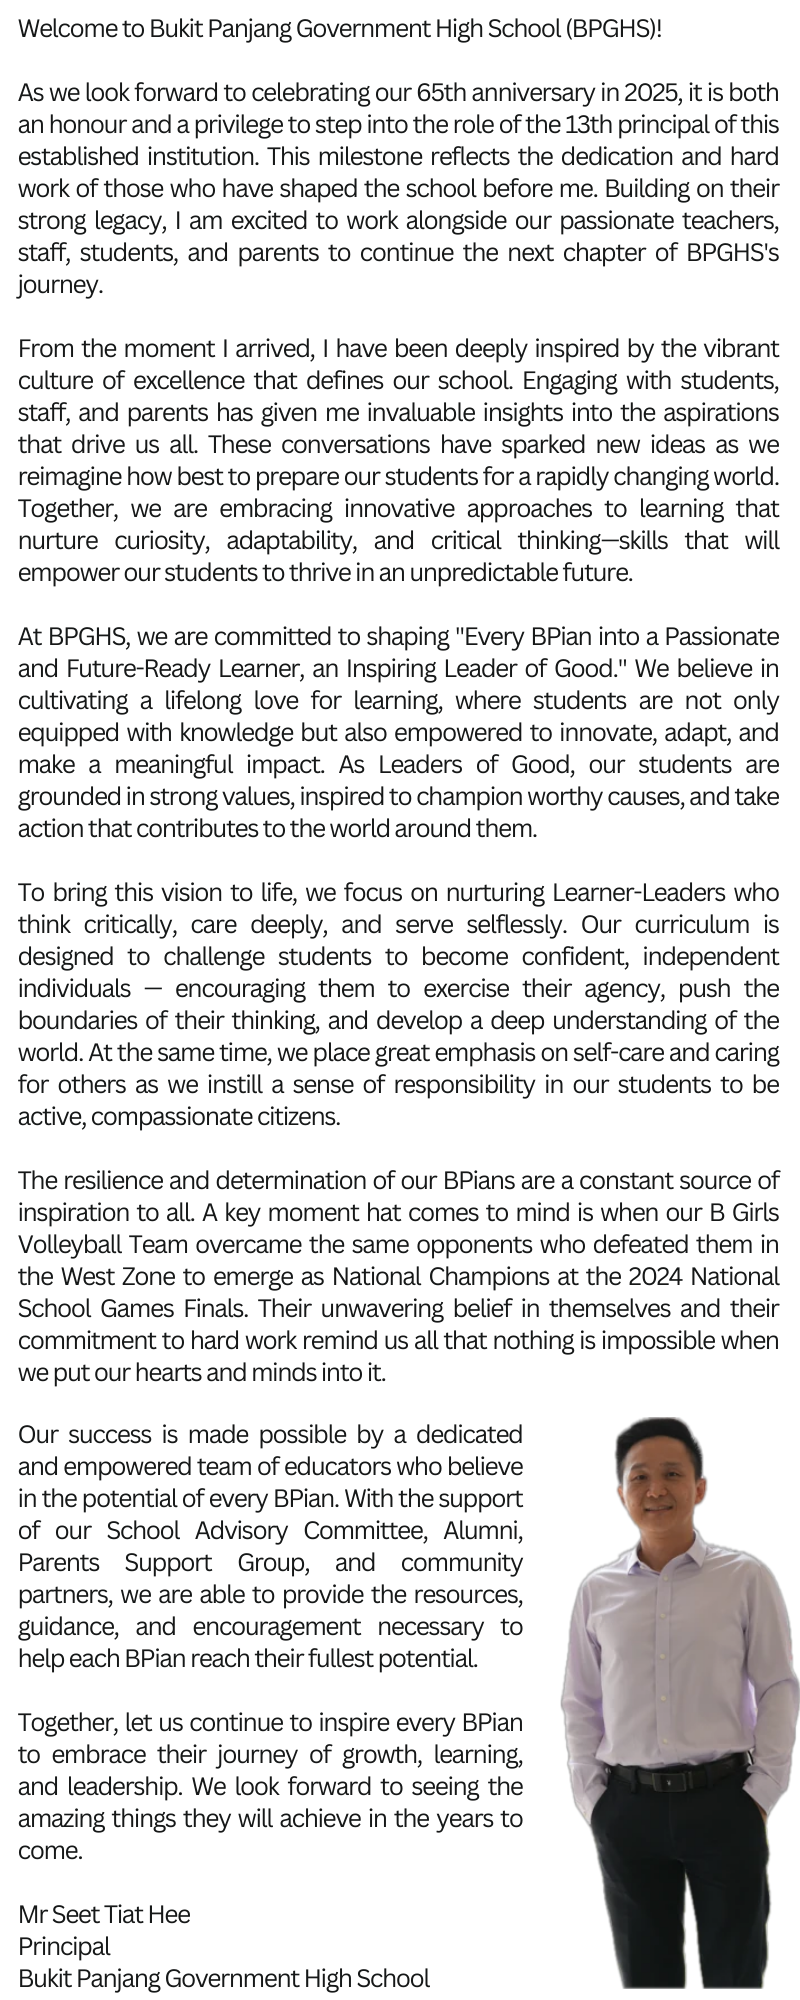 Welcome to Bukit Panjang Government High School (BPGHS)!
As we look forward to celebrating our 65th anniversary in 2025, it is both
an honour and a privilege to step into the role of the 13th principal of this
established institution. This milestone reflects the dedication and hard
work of those who have shaped the school before me. Building on their
strong legacy, I am excited to work alongside our passionate teachers,
staff, students, and parents to continue the next chapter of BPGHS's
journey.
From the moment I arrived, I have been deeply inspired by the vibrant
culture of excellence that defines our school. Engaging with students,
staff, and parents has given me invaluable insights into the aspirations
that drive us all. These conversations have sparked new ideas as we
reimagine how best to prepare our students for a rapidly changing world.
Together, we are embracing innovative approaches to learning that
nurture curiosity, adaptability, and critical thinking—skills that will
empower our students to thrive in an unpredictable future.
At BPGHS, we are committed to shaping "Every BPian into a Passionate
and Future-Ready Learner, an Inspiring Leader of Good." We believe in
cultivating a lifelong love for learning, where students are not only
equipped with knowledge but also empowered to innovate, adapt, and
make a meaningful impact. As Leaders of Good, our students are
grounded in strong values, inspired to champion worthy causes, and take
action that contributes to the world around them.
To bring this vision to life, we focus on nurturing Learner-Leaders who
think critically, care deeply, and serve selflessly. Our curriculum is
designed to challenge students to become confident, independent
individuals — encouraging them to exercise their agency, push the
boundaries of their thinking, and develop a deep understanding of the
world. At the same time, we place great emphasis on self-care and caring
for others as we instill a sense of responsibility in our students to be
active, compassionate citizens.
The resilience and determination of our BPians are a constant source of
inspiration to all. A key moment hat comes to mind is when our B Girls
Volleyball Team overcame the same opponents who defeated them in
the West Zone to emerge as National Champions at the 2024 National
School Games Finals. Their unwavering belief in themselves and their
commitment to hard work remind us all that nothing is impossible when
we put our hearts and minds into it.
Our success is made possible by a dedicated
and empowered team of educators who believe
in the potential of every BPian. With the support
of our School Advisory Committee, Alumni,
Parents Support Group, and community
partners, we are able to provide the resources,
guidance, and encouragement necessary to
help each BPian reach their fullest potential.
Together, let us continue to inspire every BPian
to embrace their journey of growth, learning,
and leadership. We look forward to seeing the
amazing things they will achieve in the years to
come.
Mr Seet Tiat Hee
Principal
Bukit Panjang Government High School